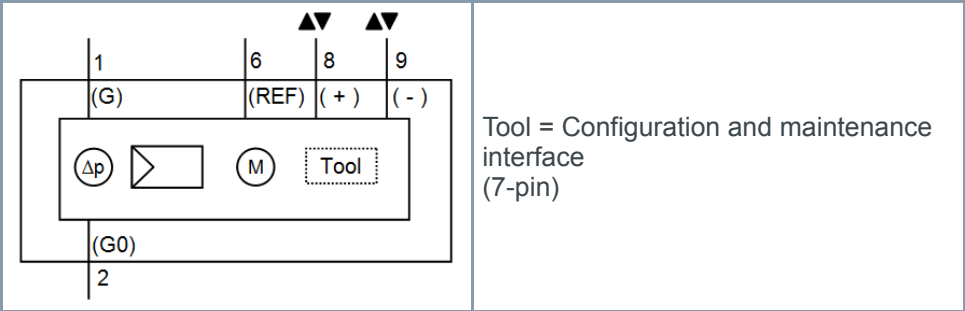 1 6 8 9
(G) (REF) ( + ) ( - )
Δp M Tool
(G0)
2
Tool = Configuration and maintenance
interface
(7-pin)